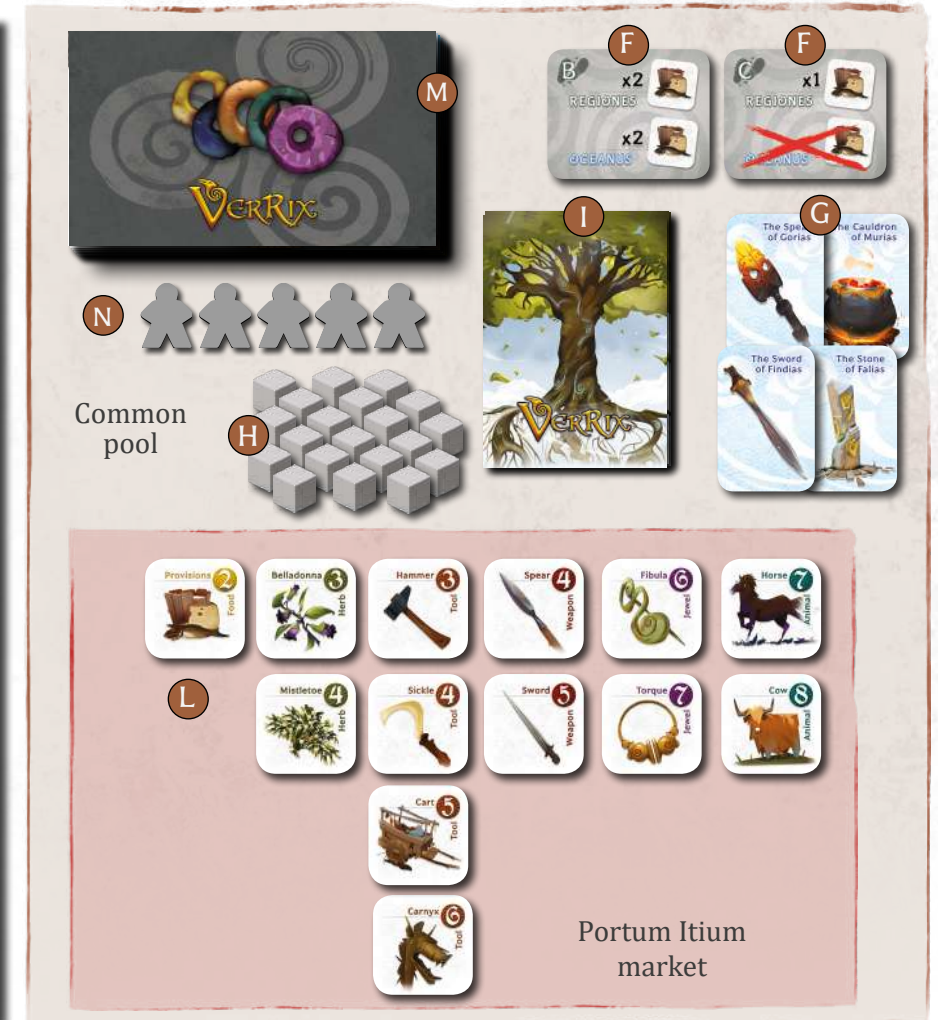 M
VERRIX
F
B
x2
REGIONES
x2
OCEANUS
F
C
x1
REGIONES
OCEANUS
I
VERRIX
G
The Spear
of Gorias
The Cauldron
of Murias
The Sword
of Findias
The Stone
of Falias
N
Common
pool
H
Provisions 2
Food
Belladonna 3
Herb
Hammer 3
Tool
Spear 4
Weapon
Fibula 6
Jewel
Horse 7
Animal
L
Mistletoe 4
Herb
Sickle 4
Tool
Sword 5
Weapon
Torque 7
Jewel
Cow 8
Animal
Cart 5
Tool
Carnyx 6
Tool
Portum Itium
market